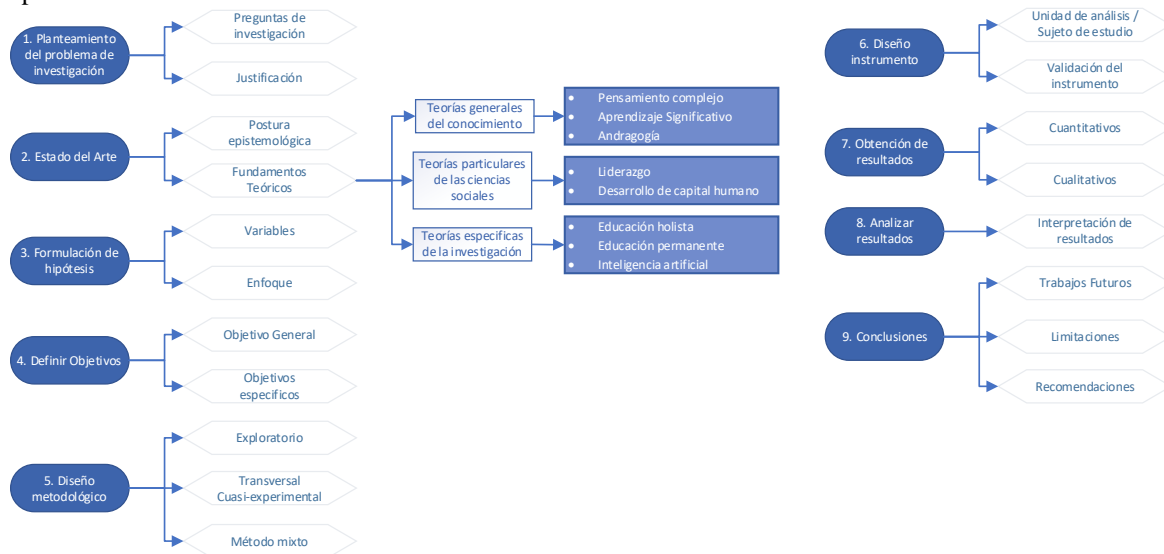 Preguntas de
investigación
1. Planteamiento
del problema de
investigación
Justificación
Postura
epistemológica
2. Estado del Arte
Fundamentos
Teóricos
Teorías generales
del conocimiento
• Pensamiento complejo
• Aprendizaje Significativo
• Andragogía
Teorías particulares
de las ciencias
sociales
• Liderazgo
• Desarrollo de capital humano
Teorías especificas
de la investigación
• Educación holista
• Educación permanente
• Inteligencia artificial
Variables
3. Formulación de
hipótesis
Enfoque
Objetivo General
4. Definir Objetivos
Objetivos
especificos
Exploratorio
5. Diseño
metodológico
Transversal
Cuasi-experimental
Método mixto
Unidad de análisis /
Sujeto de estudio
6. Diseño
instrumento
Validación del
instrumento
Cuantitativos
7. Obtención de
resultados
Cualitativos
8. Analizar
resultados
Interpretación de
resultados
Trabajos Futuros
9. Conclusiones
Limitaciones
Recomendaciones